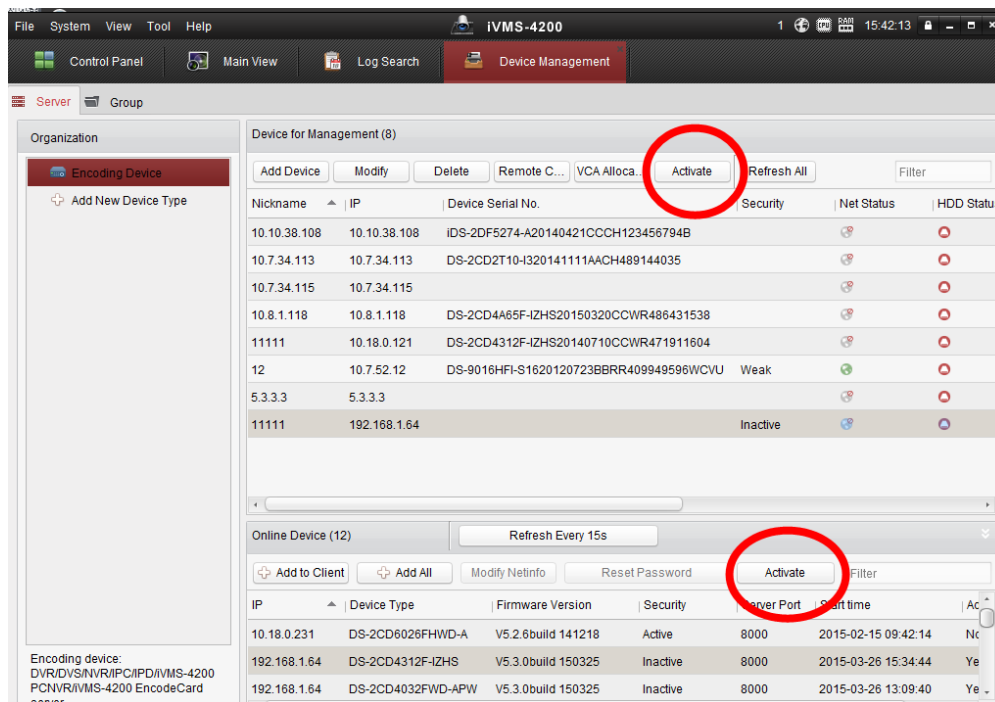 File System View Tool Help iVMS-4200 1 CPU RAM 15:42:13
Control Panel Main View Log Search Device Management
Server Group
Organization
Encoding Device
Add New Device Type
Encoding device:
DVR/DVS/NVR/IPC/IPD/iVMS-4200
PCNVR/iVMS-4200 EncodeCard
Device for Management (8)
Add Device Modify Delete Remote C... VCA Alloca... Activate Refresh All Filter
Nickname IP Device Serial No. Security Net Status HDD Statu
10.10.38.108 10.10.38.108 iDS-2DF5274-A20140421CCCH123456794B
10.7.34.113 10.7.34.113 DS-2CD2T10-I320141111AACH489144035
10.7.34.115 10.7.34.115
10.8.1.118 10.8.1.118 DS-2CD4A65F-IZHS20150320CCWR486431538
11111 10.18.0.121 DS-2CD4312F-IZHS20140710CCWR471911604
12 10.7.52.12 DS-9016HFI-S1620120723BBRR409949596WCVU Weak
5.3.3.3 5.3.3.3
11111 192.168.1.64 Inactive
Online Device (12) Refresh Every 15s
Add to Client Add All Modify Netinfo Reset Password Activate Filter
IP Device Type Firmware Version Security Server Port Start time Ac
10.18.0.231 DS-2CD6026FHWD-A V5.2.6build 141218 Active 8000 2015-02-15 09:42:14 No
192.168.1.64 DS-2CD4312F-IZHS V5.3.0build 150325 Inactive 8000 2015-03-26 15:34:44 Ye
192.168.1.64 DS-2CD4032FWD-APW V5.3.0build 150325 Inactive 8000 2015-03-26 13:09:40 Ye